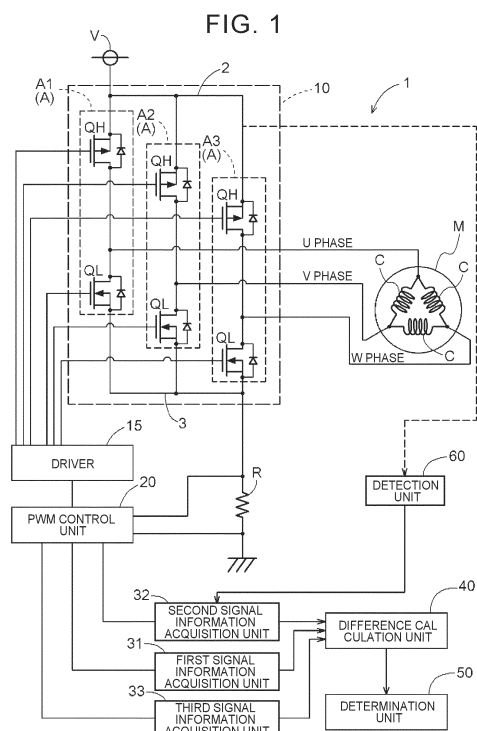 FIG. 1
V
2
10
1
A1
(A)
A2
(A)
A3
(A)
QH
QH
QH
U PHASE
M
QL
V PHASE
C
C
QL
QL
W PHASE
C
3
15
DRIVER
20
PWM CONTROL
UNIT
R
60
DETECTION
UNIT
32
SECOND SIGNAL
INFORMATION
ACQUISITION UNIT
40
DIFFERENCE CAL
CULATION UNIT
31
FIRST SIGNAL
INFORMATION
ACQUISITION UNIT
33
THIRD SIGNAL
INFORMATION
ACQUISITION UNIT
50
DETERMINATION
UNIT